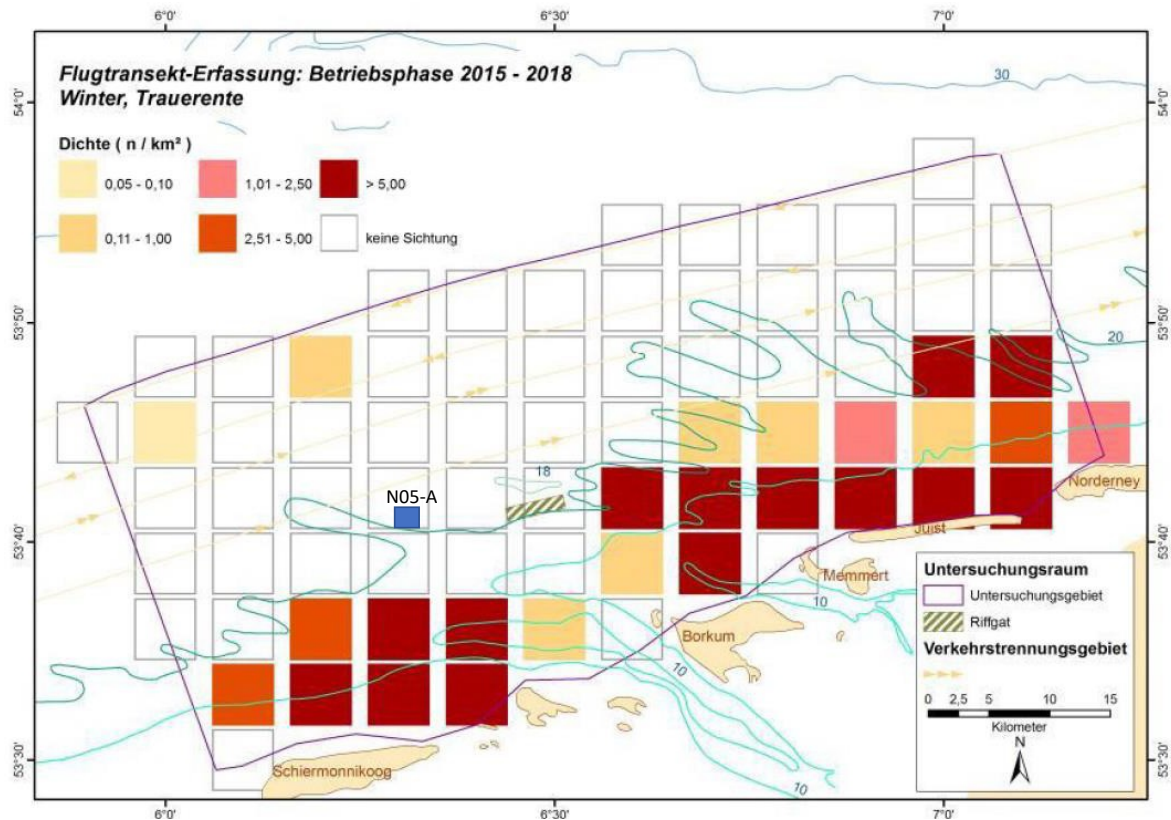 6°0' 6°30' 7°0'
Flugtransekt-Erfassung: Betriebsphase 2015 - 2018
Winter, Trauerente
Dichte ( n / km² )
0,05 - 0,10
1,01 - 2,50
> 5,00
0,11 - 1,00
2,51 - 5,00
keine Sichtung
30
20
18
N05-A
Norderney
Juist
Memmert
10
Borkum
10
Schiermonnikoog
10
54°0'
53°50'
53°40'
53°30'
54°0'
53°50'
53°40'
53°30'
Untersuchungsraum
Untersuchungsgebiet
Riffgat
Verkehrstrennungsgebiet
0 2,5 5 10 15
Kilometer
N
6°0' 6°30' 7°0'